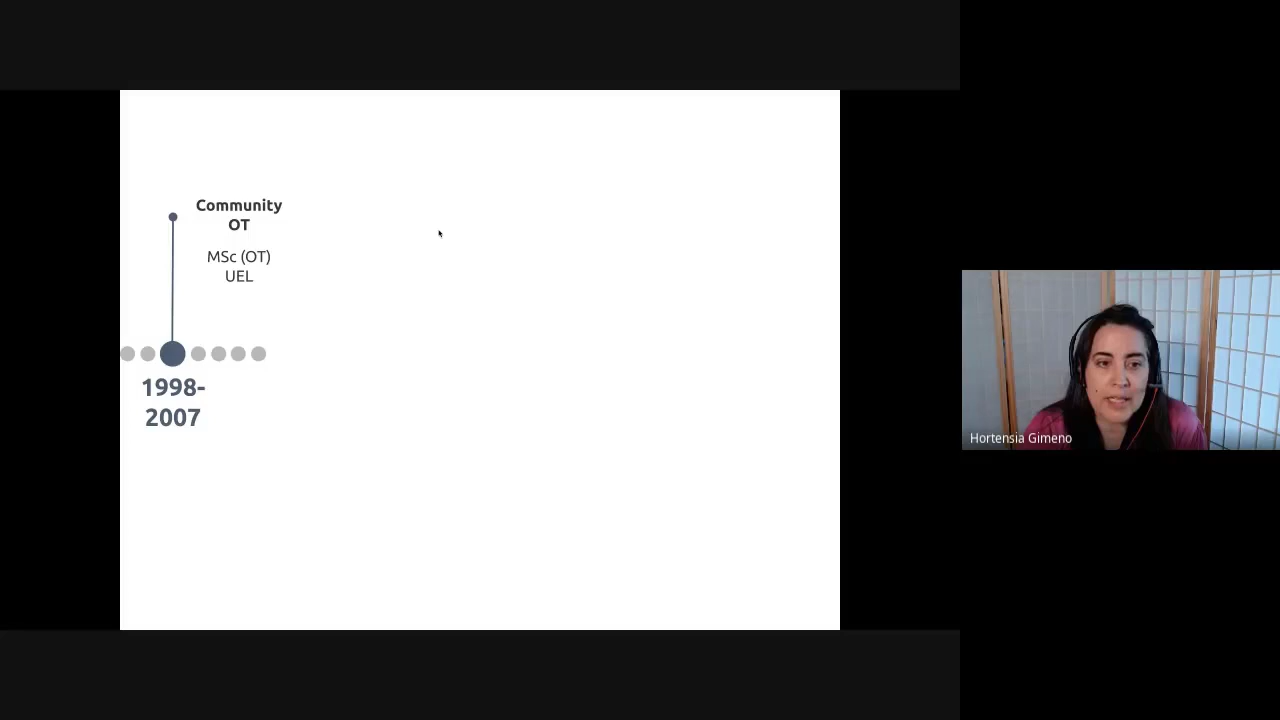 Community
OT
MSc (OT)
UEL
1998-
2007
Hortensia Gimeno